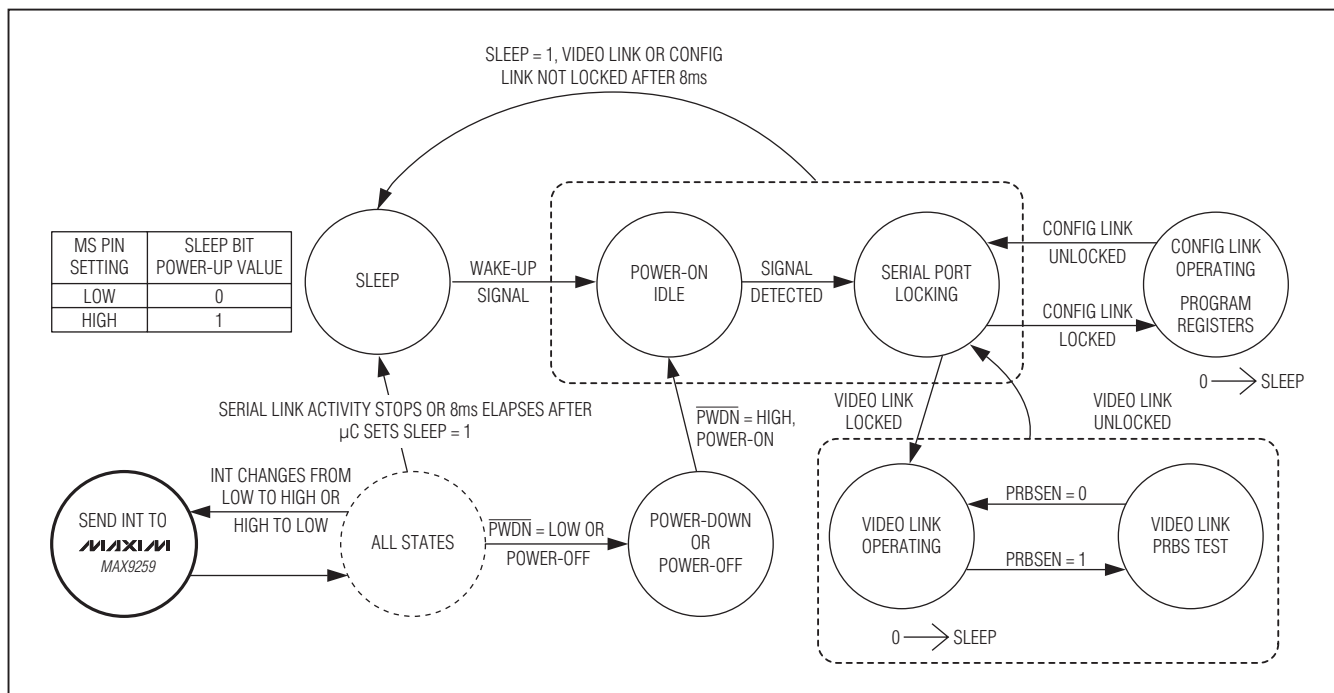 SLEEP = 1, VIDEO LINK OR CONFIG
LINK NOT LOCKED AFTER 8ms
MS PIN
SETTING
SLEEP BIT
POWER-UP VALUE
LOW
0
HIGH
1
SLEEP
WAKE-UP
SIGNAL
POWER-ON
IDLE
SIGNAL
DETECTED
SERIAL PORT
LOCKING
CONFIG LINK
UNLOCKED
CONFIG LINK
LOCKED
CONFIG LINK
OPERATING
PROGRAM
REGISTERS
0 → SLEEP
SERIAL LINK ACTIVITY STOPS OR 8ms ELAPSES AFTER
µC SETS SLEEP = 1
PWDN = HIGH,
POWER-ON
VIDEO LINK
LOCKED
VIDEO LINK
UNLOCKED
INT CHANGES FROM
LOW TO HIGH OR
HIGH TO LOW
SEND INT TO
MAXIM
MAX9259
ALL STATES
PWDN = LOW OR
POWER-OFF
POWER-DOWN
OR
POWER-OFF
VIDEO LINK
OPERATING
PRBSEN = 0
PRBSEN = 1
VIDEO LINK
PRBS TEST
0 → SLEEP